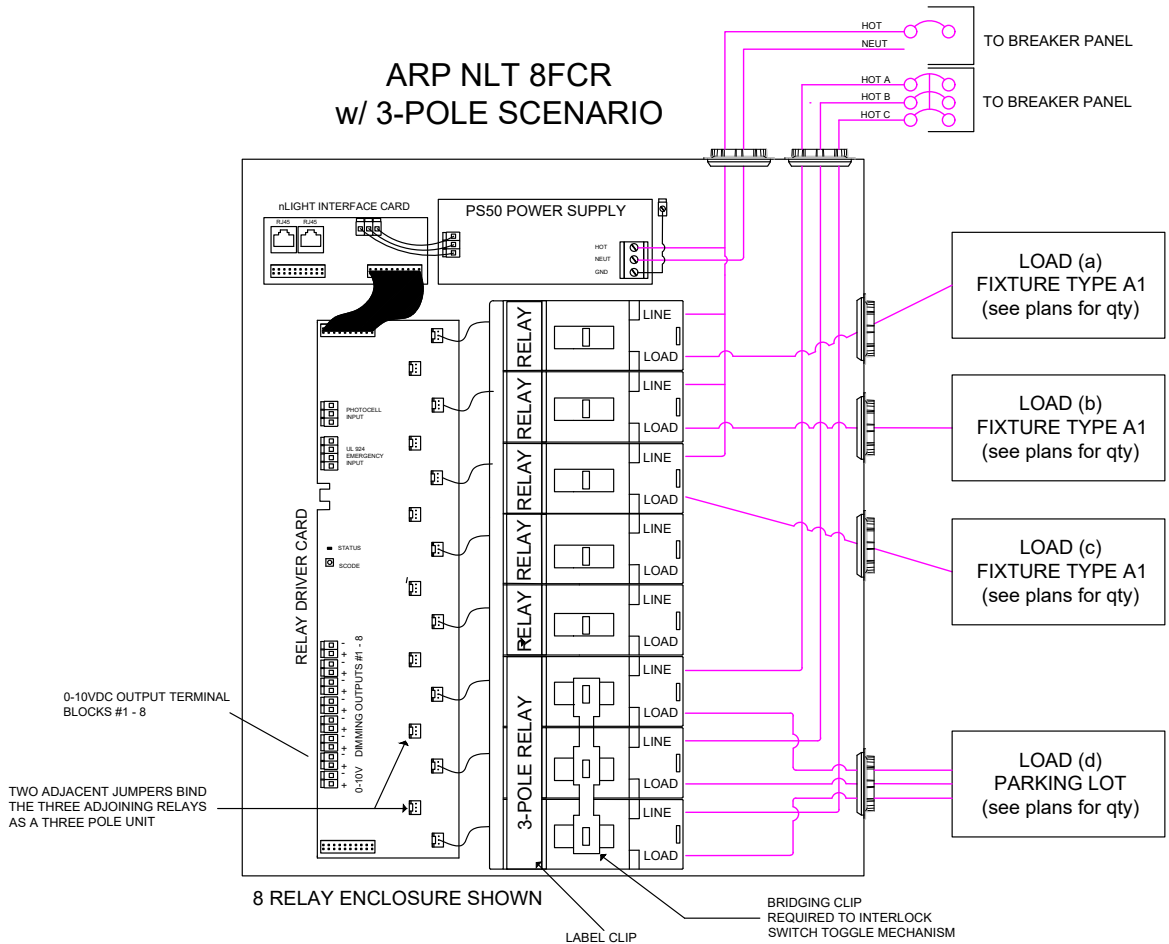 ARP NLT 8FCR
w/ 3-POLE SCENARIO
HOT
NEUT
TO BREAKER PANEL
HOT A
HOT B
HOT C
TO BREAKER PANEL
nLIGHT INTERFACE CARD
RJ45
RJ45
PS50 POWER SUPPLY
HOT
NEUT
GND
RELAY DRIVER CARD
PHOTOCELL
INPUT
UL 924
EMERGENCY
INPUT
STATUS
SCODE
0-10V DIMMING OUTPUTS #1 - 8
-
+
-
+
-
+
-
+
-
+
-
+
-
+
-
+
RELAY
LINE
LOAD
RELAY
LINE
LOAD
RELAY
LINE
LOAD
RELAY
LINE
LOAD
RELAY
LINE
LOAD
3-POLE RELAY
LINE
LOAD
LINE
LOAD
LINE
LOAD
LOAD (a)
FIXTURE TYPE A1
(see plans for qty)
LOAD (b)
FIXTURE TYPE A1
(see plans for qty)
LOAD (c)
FIXTURE TYPE A1
(see plans for qty)
LOAD (d)
PARKING LOT
(see plans for qty)
0-10VDC OUTPUT TERMINAL
BLOCKS #1 - 8
TWO ADJACENT JUMPERS BIND
THE THREE ADJOINING RELAYS
AS A THREE POLE UNIT
8 RELAY ENCLOSURE SHOWN
LABEL CLIP
BRIDGING CLIP
REQUIRED TO INTERLOCK
SWITCH TOGGLE MECHANISM